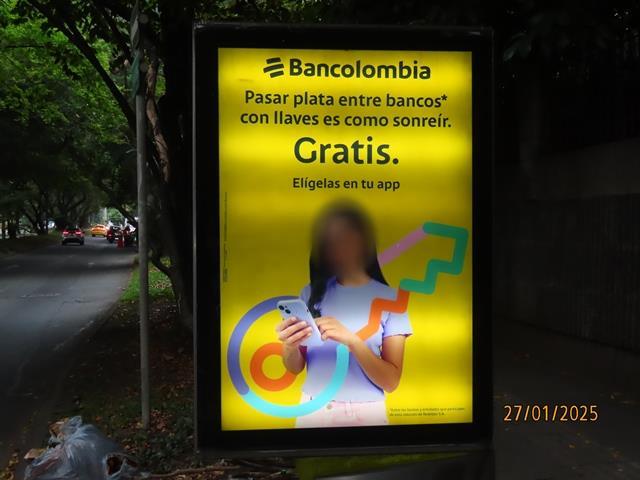 Bancolombia
Pasar plata entre bancos*
con llaves es como sonreír.
Gratis.
Elígelas en tu app
27/01/2025